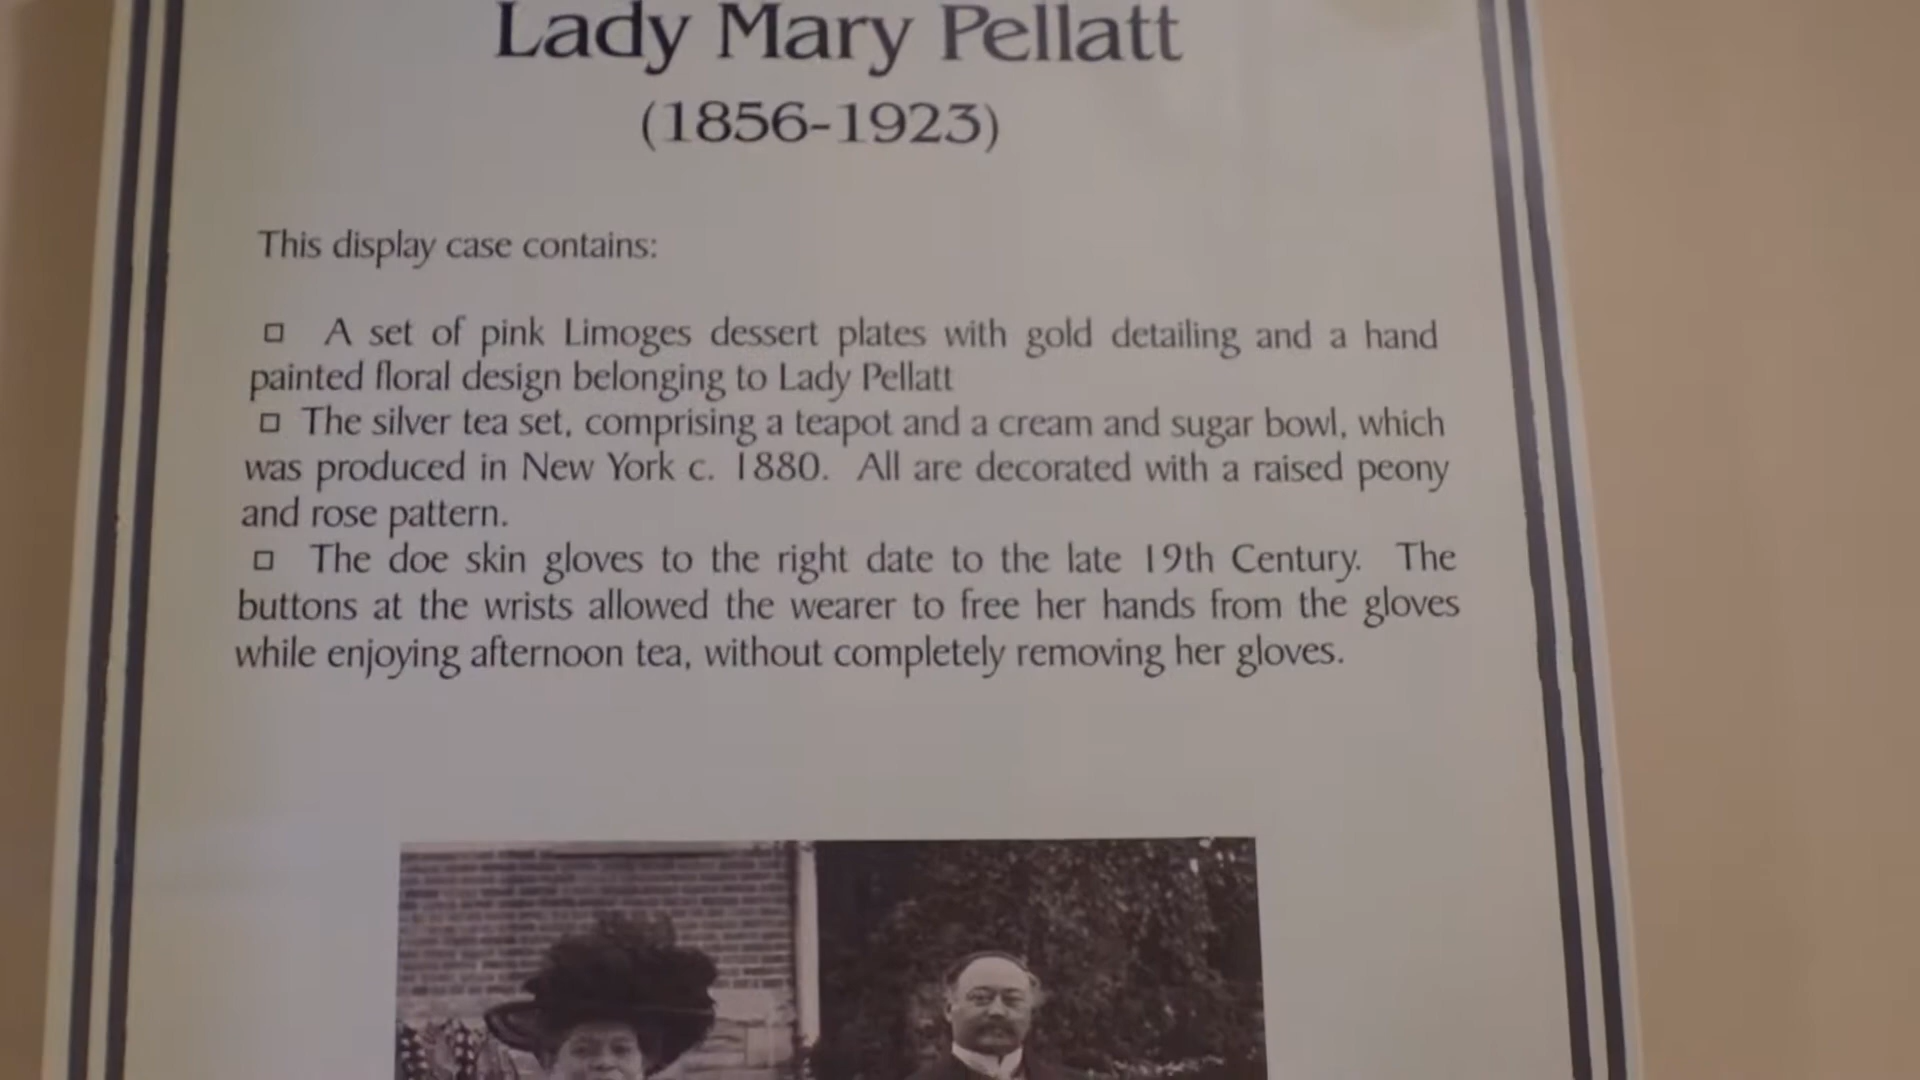 Lady Mary Pellatt
(1856-1923)
This display case contains:
▫ A set of pink Limoges dessert plates with gold detailing and a hand
painted floral design belonging to Lady Pellatt
▫ The silver tea set, comprising a teapot and a cream and sugar bowl, which
was produced in New York c. 1880. All are decorated with a raised peony
and rose pattern.
▫ The doe skin gloves to the right date to the late 19th Century. The
buttons at the wrists allowed the wearer to free her hands from the gloves
while enjoying afternoon tea, without completely removing her gloves.